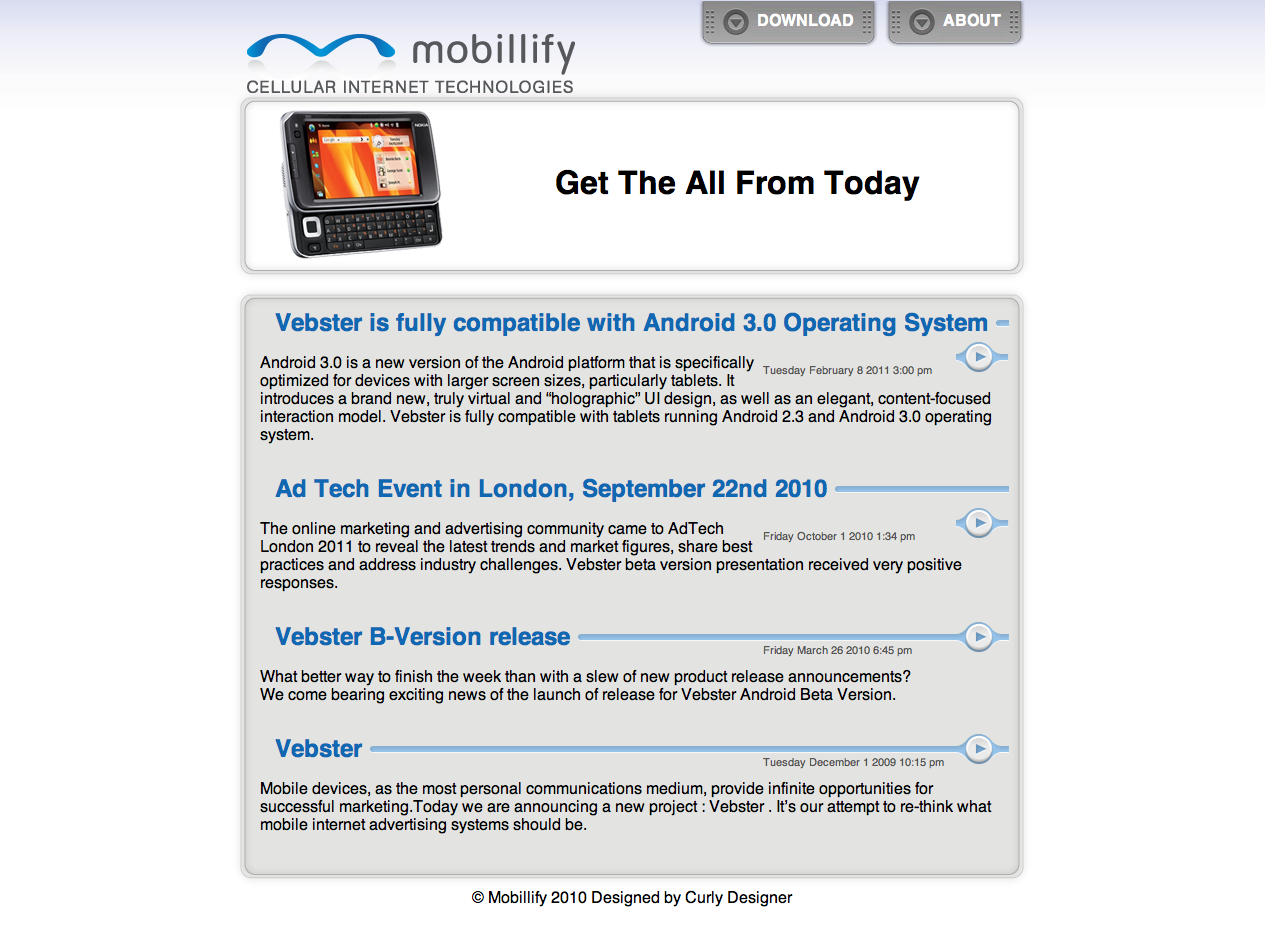 DOWNLOAD
ABOUT
mobillify
CELLULAR INTERNET TECHNOLOGIES
NOKIA
Get The All From Today
Vebster is fully compatible with Android 3.0 Operating System
Tuesday February 8 2011 3:00 pm
Android 3.0 is a new version of the Android platform that is specifically
optimized for devices with larger screen sizes, particularly tablets. It
introduces a brand new, truly virtual and “holographic” UI design, as well as an elegant, content-focused
interaction model. Vebster is fully compatible with tablets running Android 2.3 and Android 3.0 operating
system.
Ad Tech Event in London, September 22nd 2010
Friday October 1 2010 1:34 pm
The online marketing and advertising community came to AdTech
London 2011 to reveal the latest trends and market figures, share best
practices and address industry challenges. Vebster beta version presentation received very positive
responses.
Vebster B-Version release
Friday March 26 2010 6:45 pm
What better way to finish the week than with a slew of new product release announcements?
We come bearing exciting news of the launch of release for Vebster Android Beta Version.
Vebster
Tuesday December 1 2009 10:15 pm
Mobile devices, as the most personal communications medium, provide infinite opportunities for
successful marketing.Today we are announcing a new project : Vebster . It’s our attempt to re-think what
mobile internet advertising systems should be.
© Mobillify 2010 Designed by Curly Designer